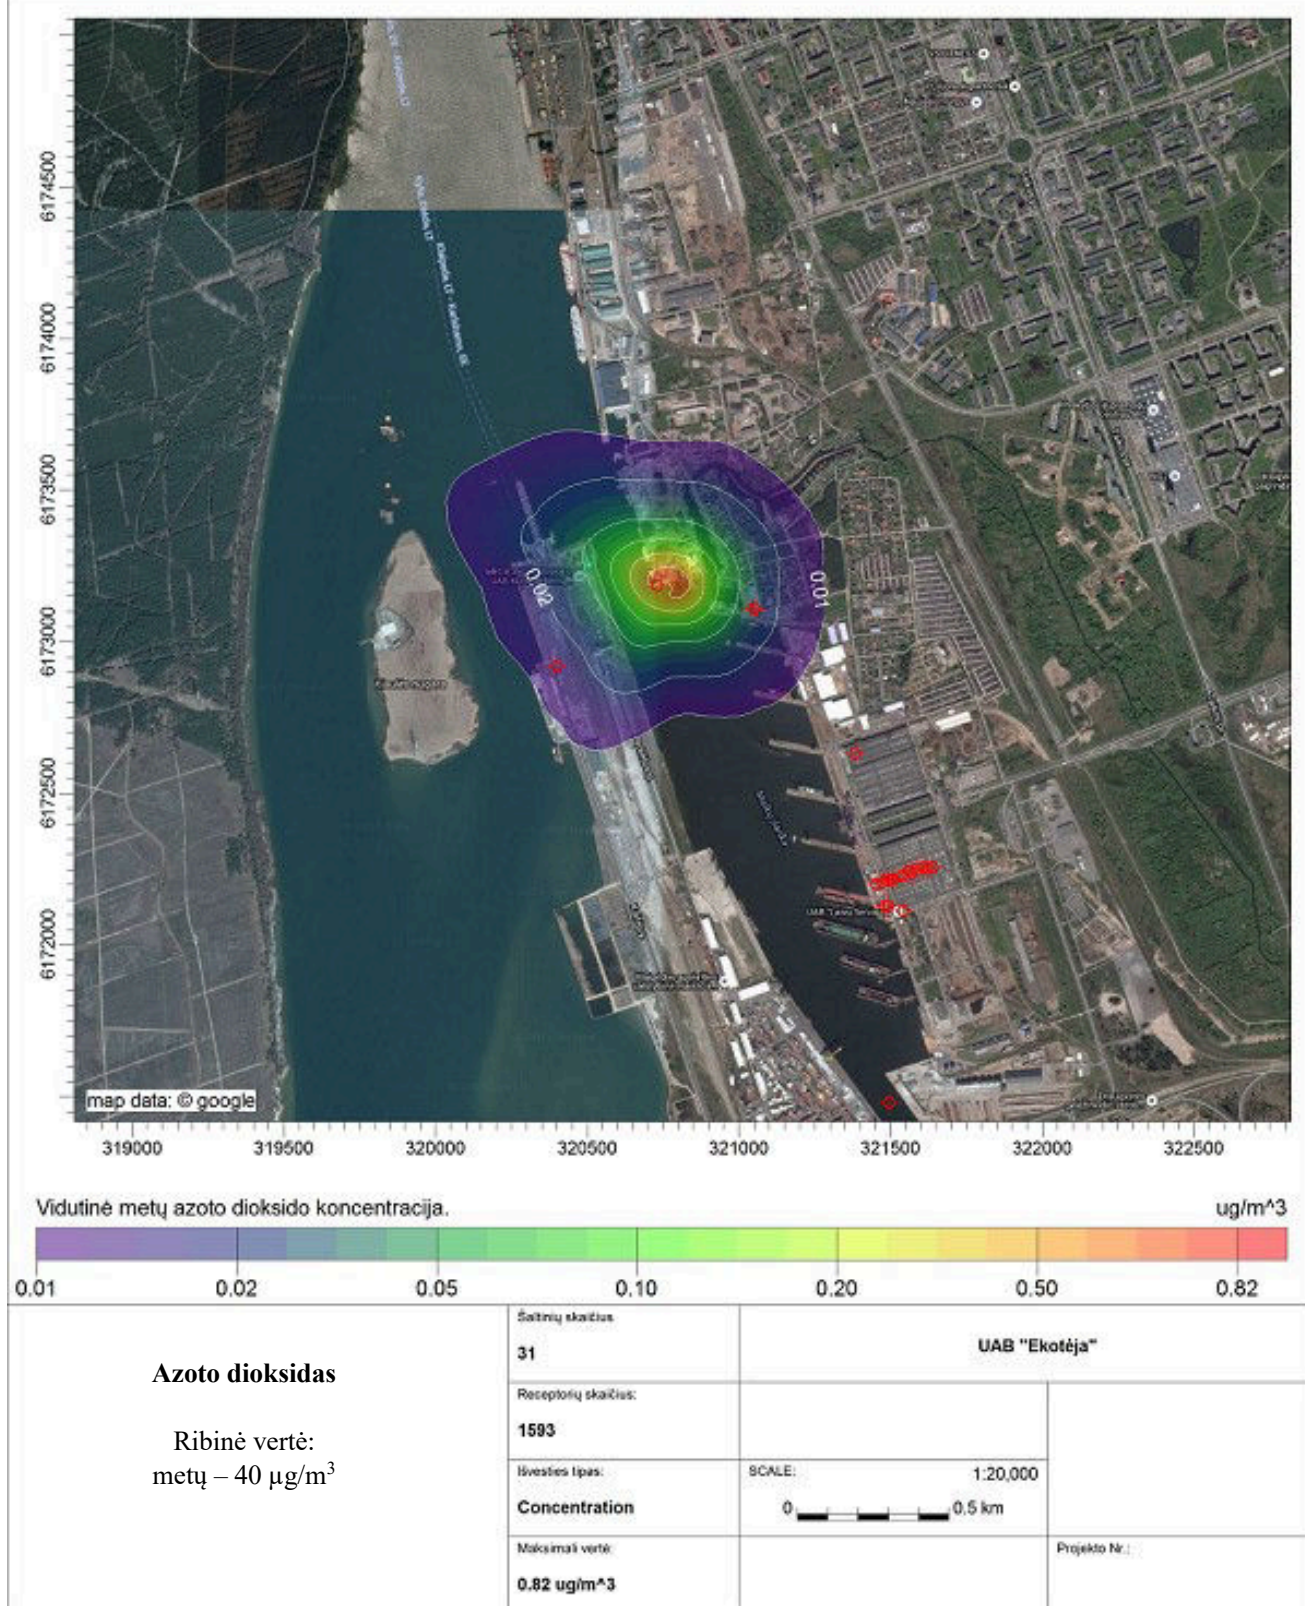 6174500
6174000
6173500
6173000
6172500
6172000
0.02
0.01
map data: © google
319000
319500
320000
320500
321000
321500
322000
322500
Vidutinė metų azoto dioksido koncentracija.
ug/m^3
0.01
0.02
0.05
0.10
0.20
0.50
0.82
Azoto dioksidas
Ribinė vertė:
metų – 40 µg/m³
Šaltinių skaičius
31
UAB "Ekotėja"
Receptorių skaičius:
1593
Išvesties tipas:
Concentration
SCALE:
1:20,000
0
0.5 km
Maksimali vertė:
0.82 ug/m^3
Projekto Nr.: